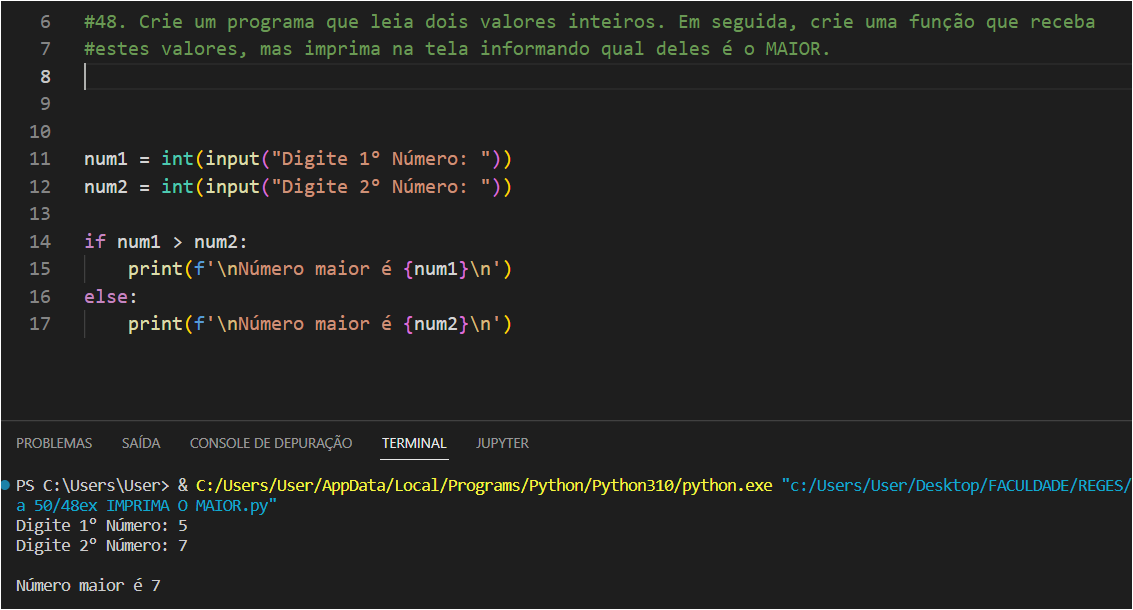 6 #48. Crie um programa que leia dois valores inteiros. Em seguida, crie uma função que receba
7 #estes valores, mas imprima na tela informando qual deles é o MAIOR.
8
9
10
11 num1 = int(input("Digite 1º Número: "))
12 num2 = int(input("Digite 2º Número: "))
13
14 if num1 > num2:
15     print(f'\nNúmero maior é {num1}\n')
16 else:
17     print(f'\nNúmero maior é {num2}\n')
PROBLEMAS SAÍDA CONSOLE DE DEPURAÇÃO TERMINAL JUPYTER
PS C:\Users\User> & C:/Users/User/AppData/Local/Programs/Python/Python310/python.exe "c:/Users/User/Desktop/FACULDADE/REGES/
a 50/48ex IMPRIMA O MAIOR.py"
Digite 1º Número: 5
Digite 2º Número: 7
Número maior é 7